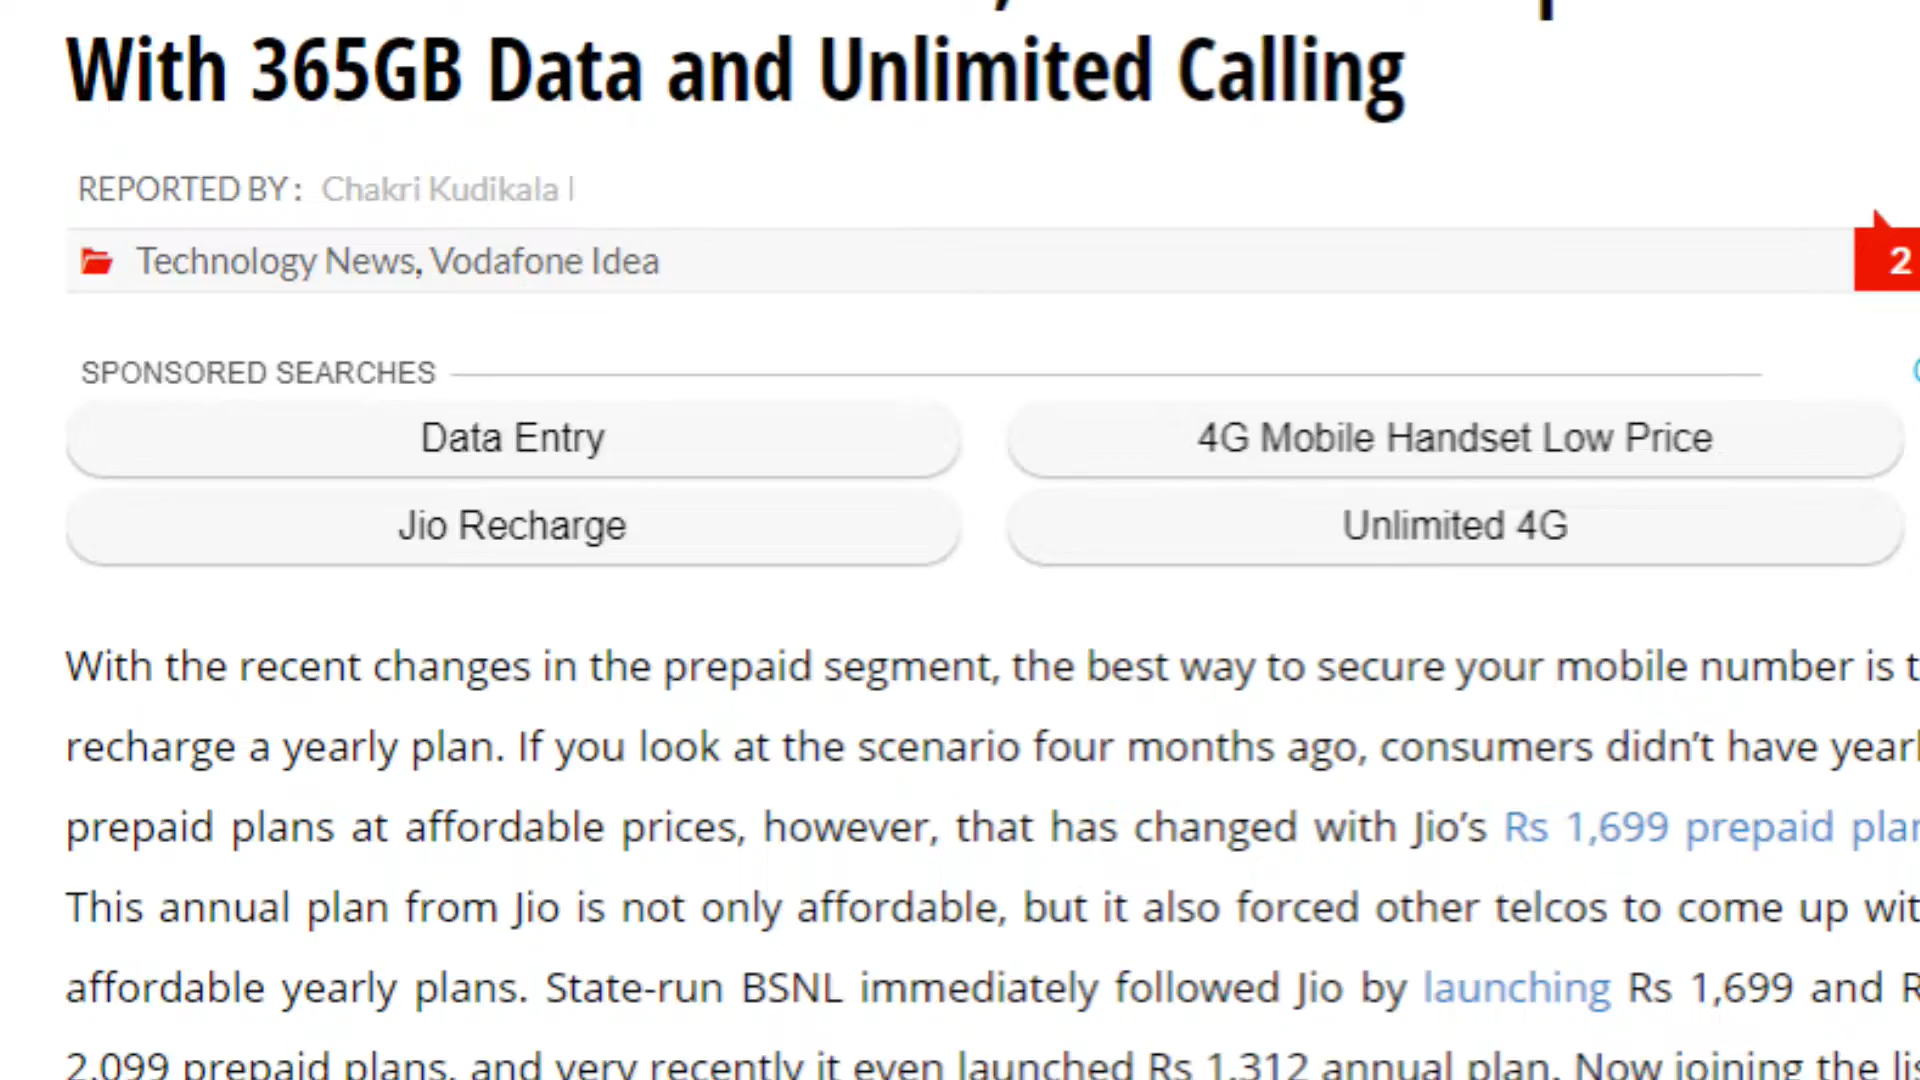 With 365GB Data and Unlimited Calling
REPORTED BY : Chakri Kudikala |
Technology News, Vodafone Idea
2
SPONSORED SEARCHES
Data Entry
4G Mobile Handset Low Price
Jio Recharge
Unlimited 4G
With the recent changes in the prepaid segment, the best way to secure your mobile number is
recharge a yearly plan. If you look at the scenario four months ago, consumers didn’t have
prepaid plans at affordable prices, however, that has changed with Jio’s Rs 1,699 prepaid
This annual plan from Jio is not only affordable, but it also forced other telcos to come up
affordable yearly plans. State-run BSNL immediately followed Jio by launching Rs 1,699 and
2,099 prepaid plans, and very recently it even launched Rs 1,312 annual plan. Now joining the